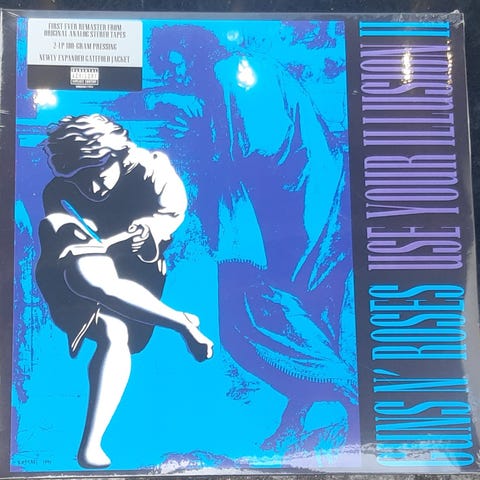 FIRST EVER REMASTER FROM
ORIGINAL ANALOG STEREO TAPES
2-LP 180-GRAM PRESSING
NEWLY EXPANDED GATEFOLD JACKET
PARENTAL
ADVISORY
EXPLICIT CONTENT
GUNS N' ROSES USE YOUR ILLUSION II